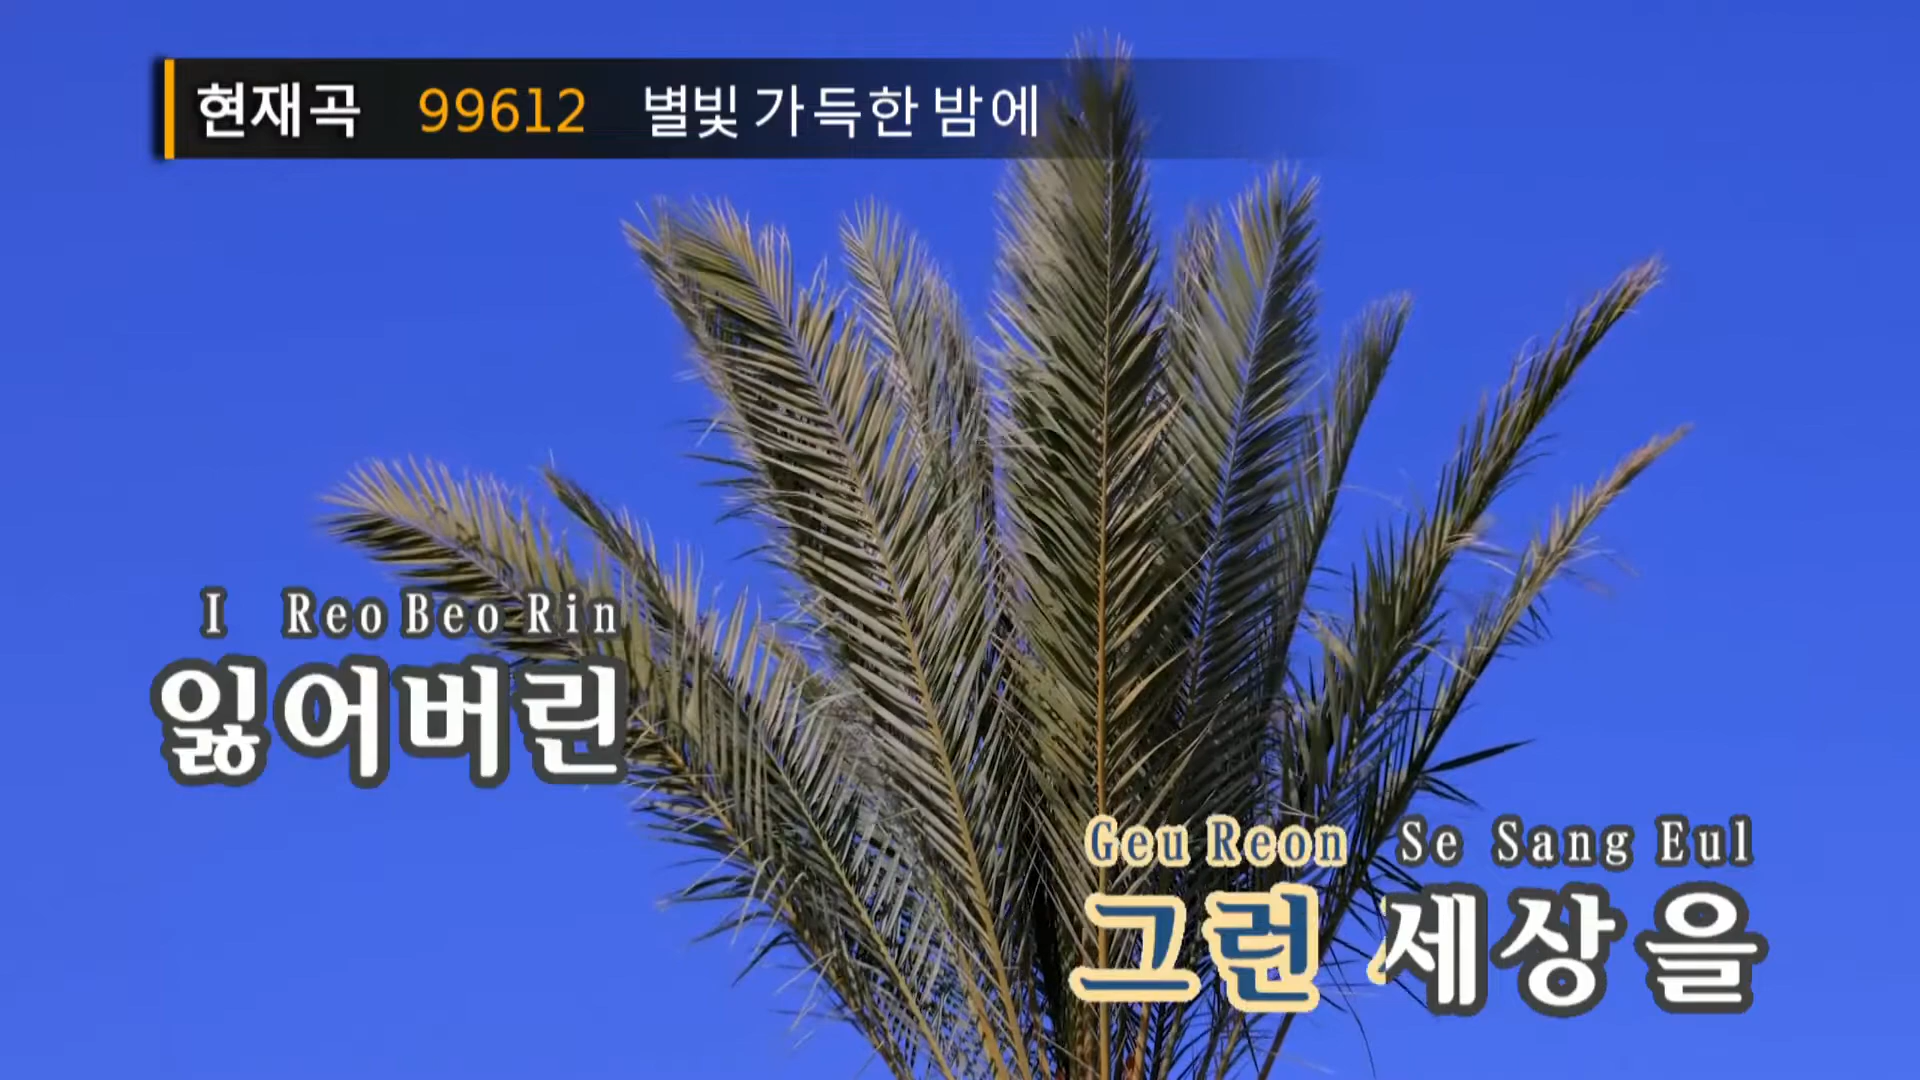 현재곡 99612 별빛 가득한 밤에
I Reo Beo Rin
잃어버린
Geu Reon Se Sang Eul
그런 세상을